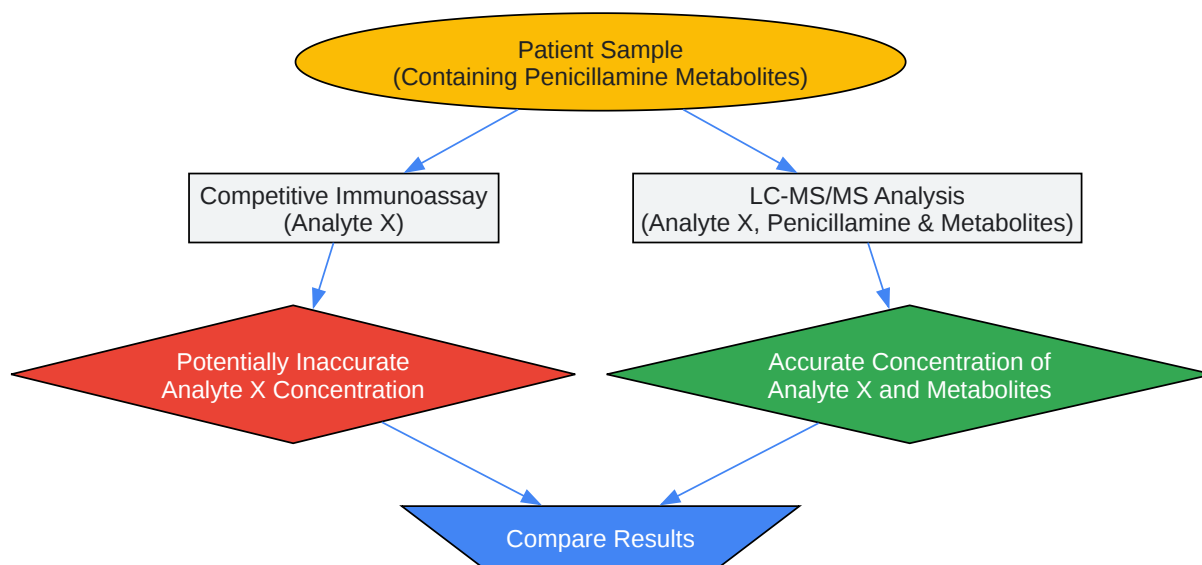 Patient Sample
(Containing Penicillamine Metabolites)
Competitive Immunoassay
(Analyte X)
LC-MS/MS Analysis
(Analyte X, Penicillamine & Metabolites)
Potentially Inaccurate
Analyte X Concentration
Accurate Concentration of
Analyte X and Metabolites
Compare Results